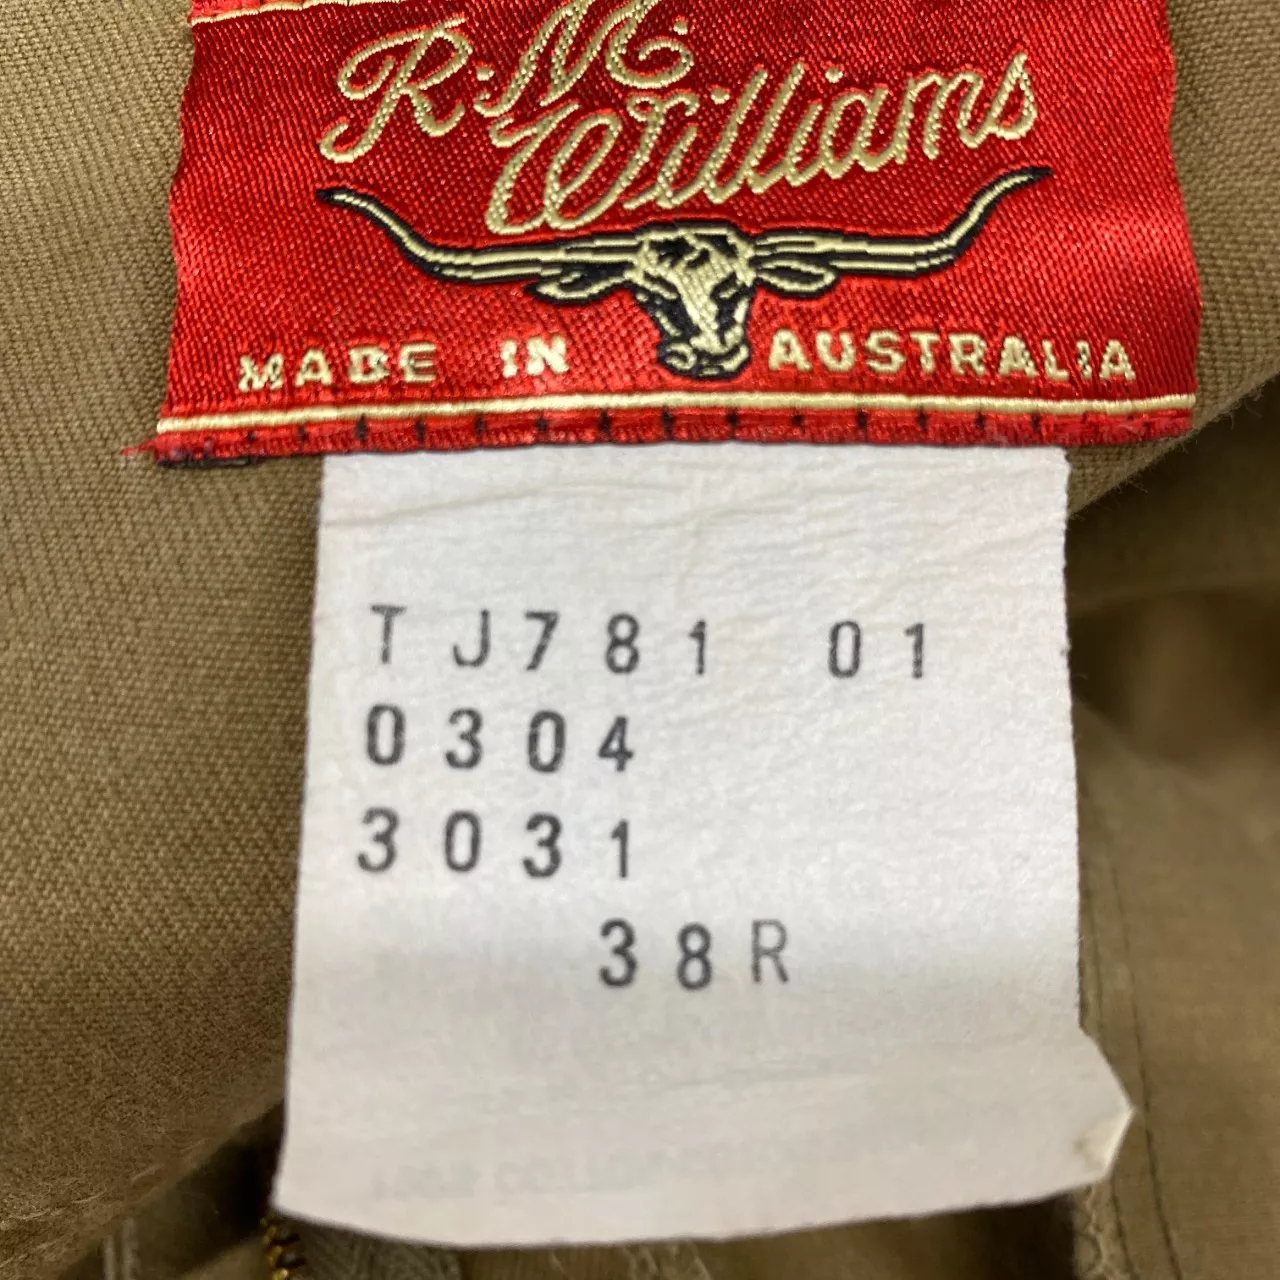 R.M.
Williams
MADE IN AUSTRALIA
TJ781 01
0304
3031
38R